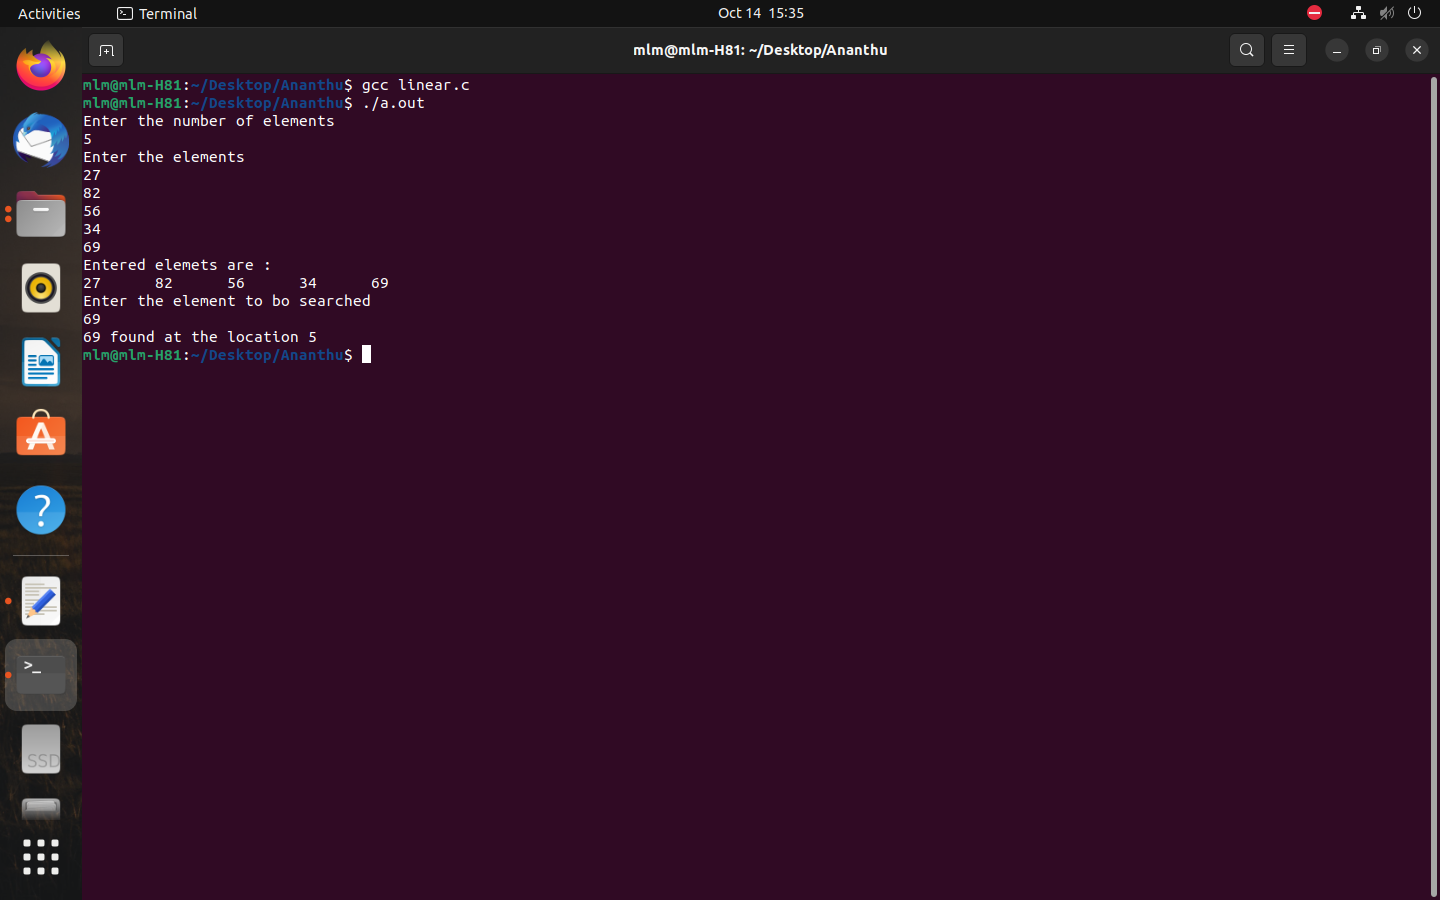 Activities Terminal Oct 14 15:35
mlm@mlm-H81: ~/Desktop/Ananthu
mlm@mlm-H81:~/Desktop/Ananthu$ gcc linear.c
mlm@mlm-H81:~/Desktop/Ananthu$ ./a.out
Enter the number of elements
5
Enter the elements
27
82
56
34
69
Entered elemets are :
27 82 56 34 69
Enter the element to bo searched
69
69 found at the location 5
mlm@mlm-H81:~/Desktop/Ananthu$
SSD